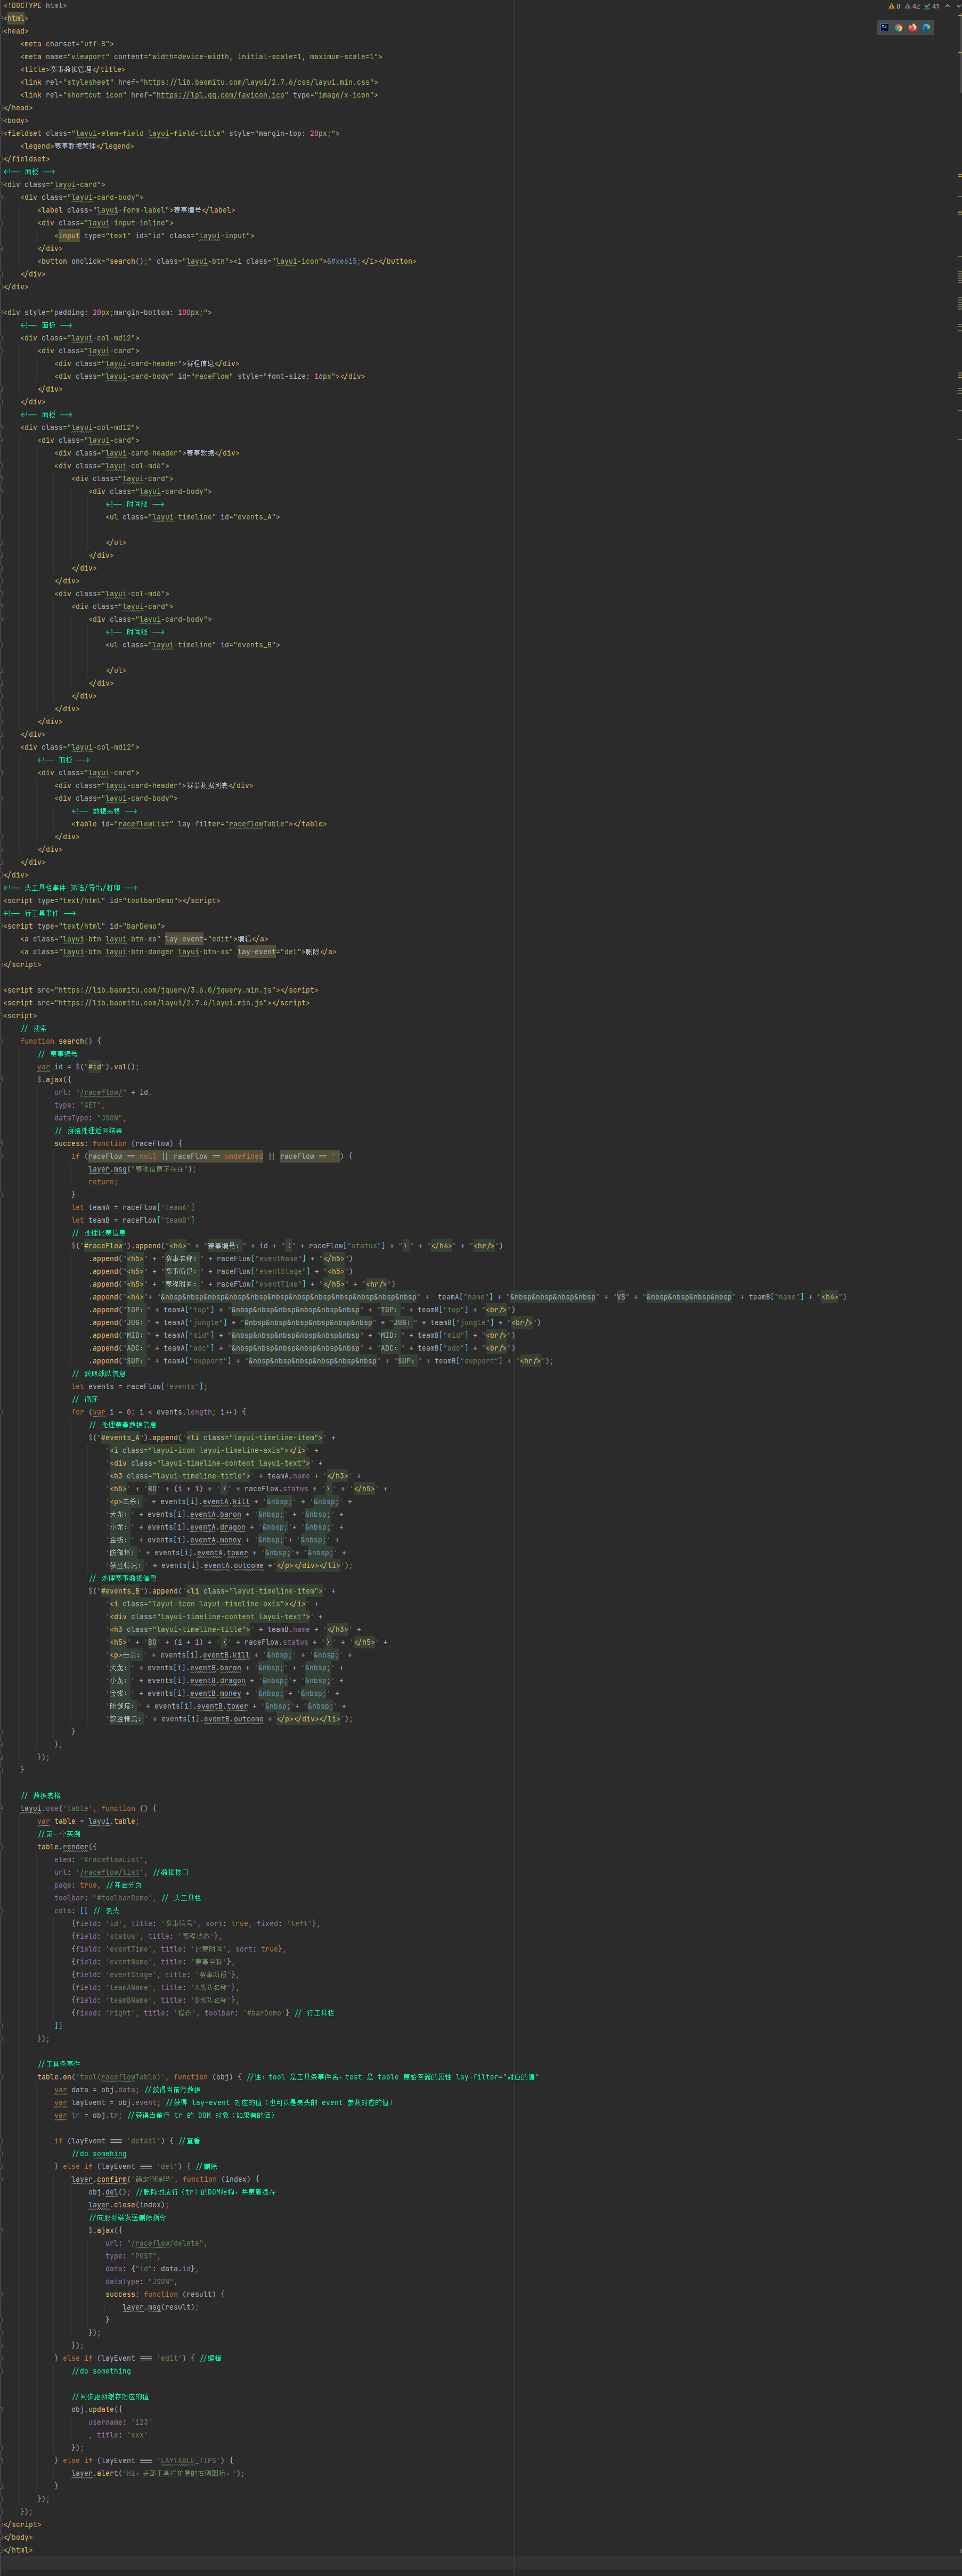 8 42 41
<!DOCTYPE html>
<html>
<head>
<meta charset="utf-8">
<meta name="viewport" content="width=device-width, initial-scale=1, maximum-scale=1">
<title>赛事数据管理</title>
<link rel="stylesheet" href="https://lib.baomitu.com/layui/2.7.6/css/layui.min.css">
<link rel="shortcut icon" href="https://lpl.qq.com/favicon.ico" type="image/x-icon">
</head>
<body>
<fieldset class="layui-elem-field layui-field-title" style="margin-top: 20px;">
<legend>赛事数据管理</legend>
</fieldset>
<!-- 面板 -->
<div class="layui-card">
<div class="layui-card-body">
<label class="layui-form-label">赛事编号</label>
<div class="layui-input-inline">
<input type="text" id="id" class="layui-input">
</div>
<button onclick="search();" class="layui-btn"><i class="layui-icon">&#xe615;</i></button>
</div>
</div>
<div style="padding: 20px;margin-bottom: 100px;">
<!-- 面板 -->
<div class="layui-col-md12">
<div class="layui-card">
<div class="layui-card-header">赛程信息</div>
<div class="layui-card-body" id="raceFlow" style="font-size: 16px"></div>
</div>
</div>
<!-- 面板 -->
<div class="layui-col-md12">
<div class="layui-card">
<div class="layui-card-header">赛事数据</div>
<div class="layui-col-md6">
<div class="layui-card">
<div class="layui-card-body">
<!-- 时间线 -->
<ul class="layui-timeline" id="events_A">
</ul>
</div>
</div>
</div>
<div class="layui-col-md6">
<div class="layui-card">
<div class="layui-card-body">
<!-- 时间线 -->
<ul class="layui-timeline" id="events_B">
</ul>
</div>
</div>
</div>
</div>
</div>
<div class="layui-col-md12">
<!-- 面板 -->
<div class="layui-card">
<div class="layui-card-header">赛事数据列表</div>
<div class="layui-card-body">
<!-- 数据表格 -->
<table id="raceflowList" lay-filter="raceflowTable"></table>
</div>
</div>
</div>
</div>
<!-- 头工具栏事件 筛选/导出/打印 -->
<script type="text/html" id="toolbarDemo"></script>
<!-- 行工具事件 -->
<script type="text/html" id="barDemo">
<a class="layui-btn layui-btn-xs" lay-event="edit">编辑</a>
<a class="layui-btn layui-btn-danger layui-btn-xs" lay-event="del">删除</a>
</script>
<script src="https://lib.baomitu.com/jquery/3.6.0/jquery.min.js"></script>
<script src="https://lib.baomitu.com/layui/2.7.6/layui.min.js"></script>
<script>
// 搜索
function search() {
// 赛事编号
var id = $("#id").val();
$.ajax({
url: "/raceflow/" + id,
type: "GET",
dataType: "JSON",
// 拼接处理返回结果
success: function (raceFlow) {
if (raceFlow == null || raceFlow == undefined || raceFlow == "") {
layer.msg("赛程信息不存在");
return;
}
let teamA = raceFlow['teamA']
let teamB = raceFlow['teamB']
// 处理比赛信息
$("#raceFlow").append("<h4>" + "赛事编号：" + id + "（" + raceFlow["status"] + "）" + "</h4>" + "<hr/>")
.append("<h5>" + "赛事名称：" + raceFlow["eventName"] + "</h5>")
.append("<h5>" + "赛事阶段：" + raceFlow["eventStage"] + "<h5>")
.append("<h5>" + "赛程时间：" + raceFlow["eventTime"] + "</h5>" + "<hr/>")
.append("<h4>"+ "&nbsp&nbsp&nbsp&nbsp&nbsp&nbsp&nbsp&nbsp&nbsp&nbsp&nbsp&nbsp" +  teamA["name"] + "&nbsp&nbsp&nbsp&nbsp" + "VS" + "&nbsp&nbsp&nbsp&nbsp" + teamB["name"] + "<h4>")
.append("TOP：" + teamA["top"] + "&nbsp&nbsp&nbsp&nbsp&nbsp&nbsp" + "TOP：" + teamB["top"] + "<br/>")
.append("JUG：" + teamA["jungle"] + "&nbsp&nbsp&nbsp&nbsp&nbsp&nbsp" + "JUG：" + teamB["jungle"] + "<br/>")
.append("MID：" + teamA["mid"] + "&nbsp&nbsp&nbsp&nbsp&nbsp&nbsp" + "MID：" + teamB["mid"] + "<br/>")
.append("ADC：" + teamA["adc"] + "&nbsp&nbsp&nbsp&nbsp&nbsp&nbsp" + "ADC：" + teamB["adc"] + "<br/>")
.append("SUP：" + teamA["support"] + "&nbsp&nbsp&nbsp&nbsp&nbsp&nbsp" + "SUP：" + teamB["support"] + "<hr/>");
// 获取战队信息
let events = raceFlow['events'];
// 循环
for (var i = 0; i < events.length; i++) {
// 处理赛事数据信息
$("#events_A").append('<li class="layui-timeline-item">' +
'<i class="layui-icon layui-timeline-axis"></i>' +
'<div class="layui-timeline-content layui-text">' +
'<h3 class="layui-timeline-title">' + teamA.name + '</h3>' +
'<h5>' + 'BO' + (i + 1) + '（' + raceFlow.status + '）' + '</h5>' +
'<p>击杀：' + events[i].eventA.kill + '&nbsp;' + '&nbsp;' +
'大龙：' + events[i].eventA.baron + '&nbsp;' + '&nbsp;' +
'小龙：' + events[i].eventA.dragon + '&nbsp;'+ '&nbsp;' +
'金钱：' + events[i].eventA.money + '&nbsp;'+ '&nbsp;' +
'防御塔：' + events[i].eventA.tower + '&nbsp;'+ '&nbsp;' +
'获胜情况：' + events[i].eventA.outcome +'</p></div></li>');
// 处理赛事数据信息
$("#events_B").append('<li class="layui-timeline-item">' +
'<i class="layui-icon layui-timeline-axis"></i>' +
'<div class="layui-timeline-content layui-text">' +
'<h3 class="layui-timeline-title">' + teamB.name + '</h3>' +
'<h5>' + 'BO' + (i + 1) + '（' + raceFlow.status + '）' + '</h5>' +
'<p>击杀：' + events[i].eventB.kill + '&nbsp;' + '&nbsp;' +
'大龙：' + events[i].eventB.baron + '&nbsp;' + '&nbsp;' +
'小龙：' + events[i].eventB.dragon + '&nbsp;'+ '&nbsp;' +
'金钱：' + events[i].eventB.money + '&nbsp;'+ '&nbsp;' +
'防御塔：' + events[i].eventB.tower + '&nbsp;'+ '&nbsp;' +
'获胜情况：' + events[i].eventB.outcome +'</p></div></li>');
}
},
});
}
// 数据表格
layui.use('table', function () {
var table = layui.table;
//第一个实例
table.render({
elem: '#raceflowList',
url: '/raceflow/list', //数据接口
page: true, //开启分页
toolbar: '#toolbarDemo', // 头工具栏
cols: [[ // 表头
{field: 'id', title: '赛事编号', sort: true, fixed: 'left'},
{field: 'status', title: '赛程状态'},
{field: 'eventTime', title: '比赛时间', sort: true},
{field: 'eventName', title: '赛事名称'},
{field: 'eventStage', title: '赛事阶段'},
{field: 'teamAName', title: 'A战队名称'},
{field: 'teamBName', title: 'B战队名称'},
{fixed: 'right', title: '操作', toolbar: '#barDemo'} // 行工具栏
]]
});
//工具条事件
table.on('tool(raceflowTable)', function (obj) { //注：tool 是工具条事件名，test 是 table 原始容器的属性 lay-filter="对应的值"
var data = obj.data; //获得当前行数据
var layEvent = obj.event; //获得 lay-event 对应的值（也可以是表头的 event 参数对应的值）
var tr = obj.tr; //获得当前行 tr 的 DOM 对象（如果有的话）
if (layEvent === 'detail') { //查看
//do somehing
} else if (layEvent === 'del') { //删除
layer.confirm('确定删除吗', function (index) {
obj.del(); //删除对应行（tr）的DOM结构，并更新缓存
layer.close(index);
//向服务端发送删除指令
$.ajax({
url: "/raceflow/delete",
type: "POST",
data: {"id": data.id},
dataType: "JSON",
success: function (result) {
layer.msg(result);
}
});
});
} else if (layEvent === 'edit') { //编辑
//do something
//同步更新缓存对应的值
obj.update({
username: '123'
, title: 'xxx'
});
} else if (layEvent === 'LAYTABLE_TIPS') {
layer.alert('Hi，头部工具栏扩展的右侧图标。');
}
});
});
</script>
</body>
</html>